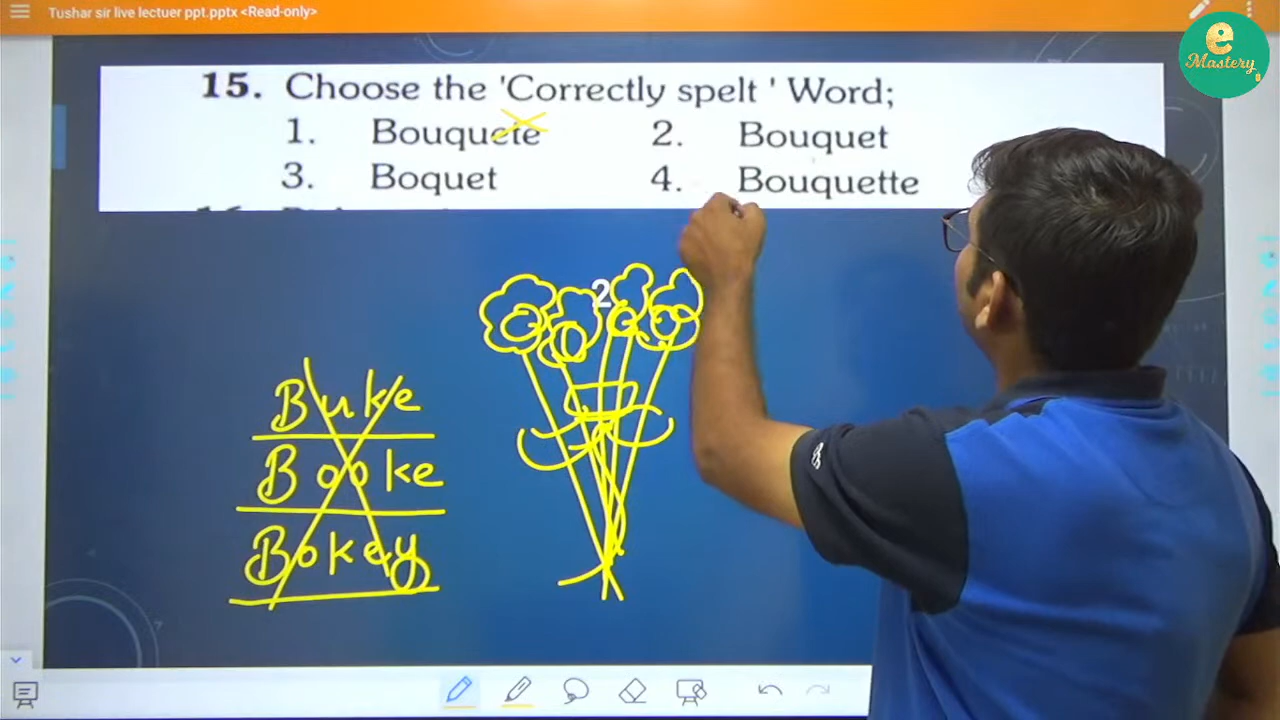 Tushar sir live lectuer ppt.pptx <Read-only>
e
Mastery
15. Choose the 'Correctly spelt ' Word;
1. Bouquete 2. Bouquet
3. Boquet 4. Bouquette
2
Buke
Booke
Bokay